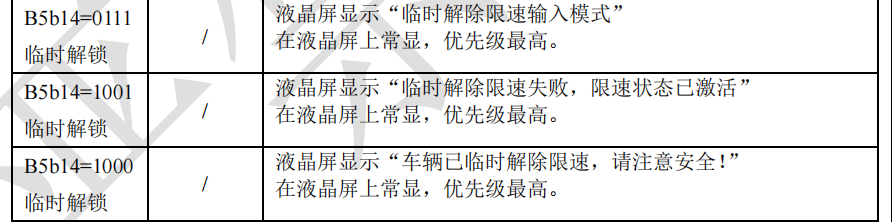 B5b14=0111
临时解锁
/
液晶屏显示“临时解除限速输入模式”
在液晶屏上常显，优先级最高。
B5b14=1001
临时解锁
/
液晶屏显示“临时解除限速失败，限速状态已激活”
在液晶屏上常显，优先级最高。
B5b14=1000
临时解锁
/
液晶屏显示“车辆已临时解除限速，请注意安全！”
在液晶屏上常显，优先级最高。